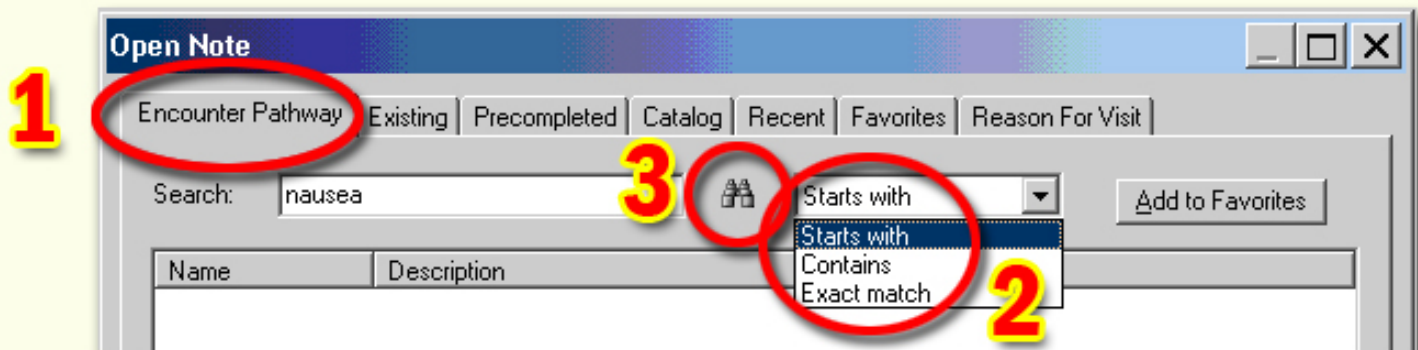 Open Note
1
Encounter Pathway Existing Precompleted Catalog Recent Favorites Reason For Visit
Search: nausea 3 Starts with Add to Favorites
Starts with
Name Description
Contains
Exact match 2